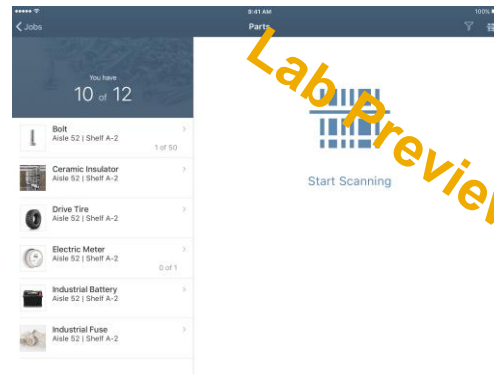 9:41 AM
100%
Jobs
Parts
You have
10 of 12
Bolt
Aisle 52 | Shelf A-2
1 of 50
Ceramic Insulator
Aisle 52 | Shelf A-2
Drive Tire
Aisle 52 | Shelf A-2
Electric Meter
Aisle 52 | Shelf A-2
0 of 1
Industrial Battery
Aisle 52 | Shelf A-2
Industrial Fuse
Aisle 52 | Shelf A-2
Start Scanning
Lab Preview